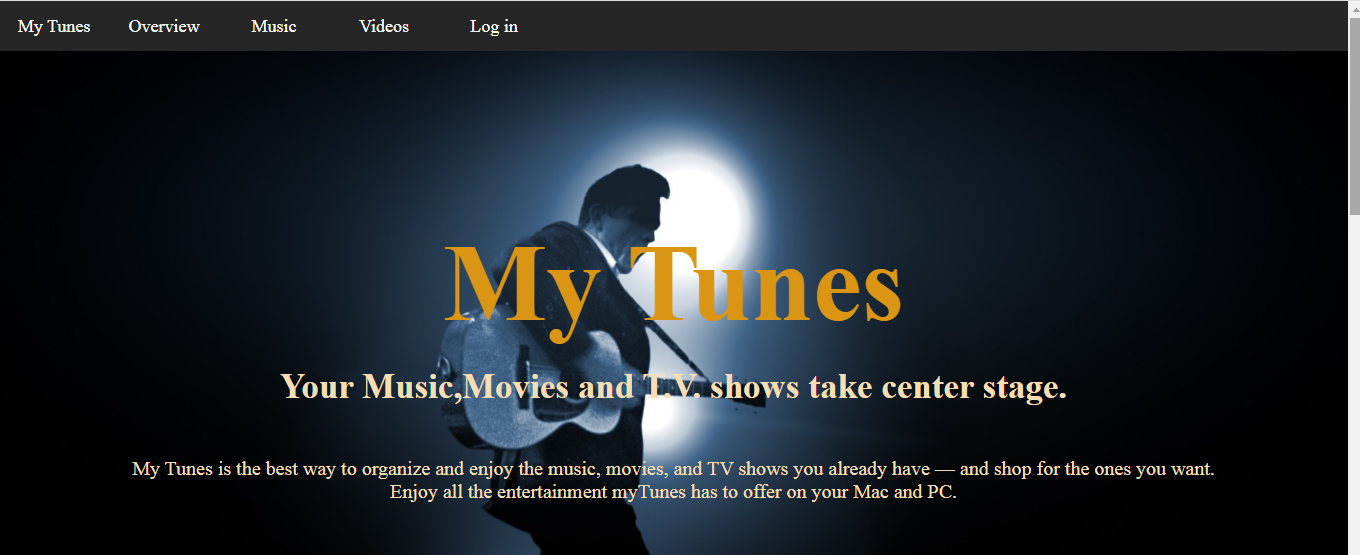 My Tunes Overview Music Videos Log in
My Tunes
Your Music,Movies and T.V. shows take center stage.
My Tunes is the best way to organize and enjoy the music, movies, and TV shows you already have — and shop for the ones you want.
Enjoy all the entertainment myTunes has to offer on your Mac and PC.